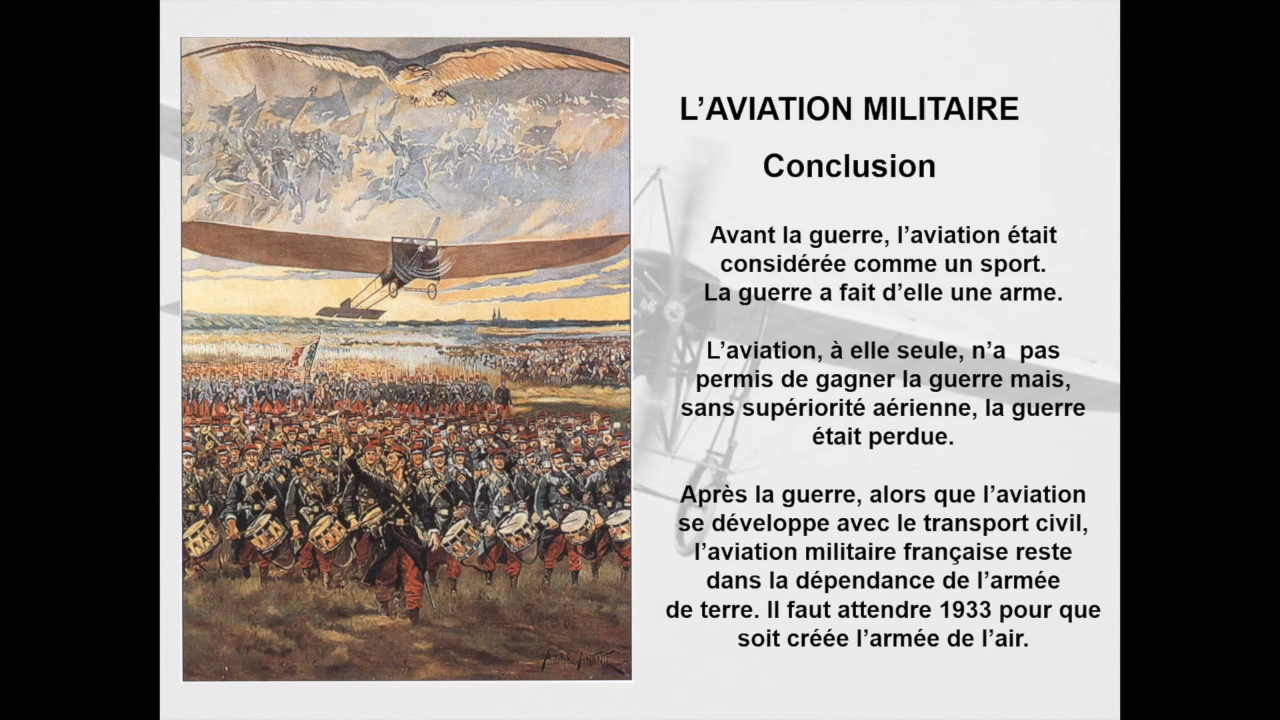 L’AVIATION MILITAIRE
Conclusion
Avant la guerre, l’aviation était
considérée comme un sport.
La guerre a fait d’elle une arme.
L’aviation, à elle seule, n’a  pas
permis de gagner la guerre mais,
sans supériorité aérienne, la guerre
était perdue.
Après la guerre, alors que l’aviation
se développe avec le transport civil,
l’aviation militaire française reste
dans la dépendance de l’armée
de terre. Il faut attendre 1933 pour que
soit créée l’armée de l’air.